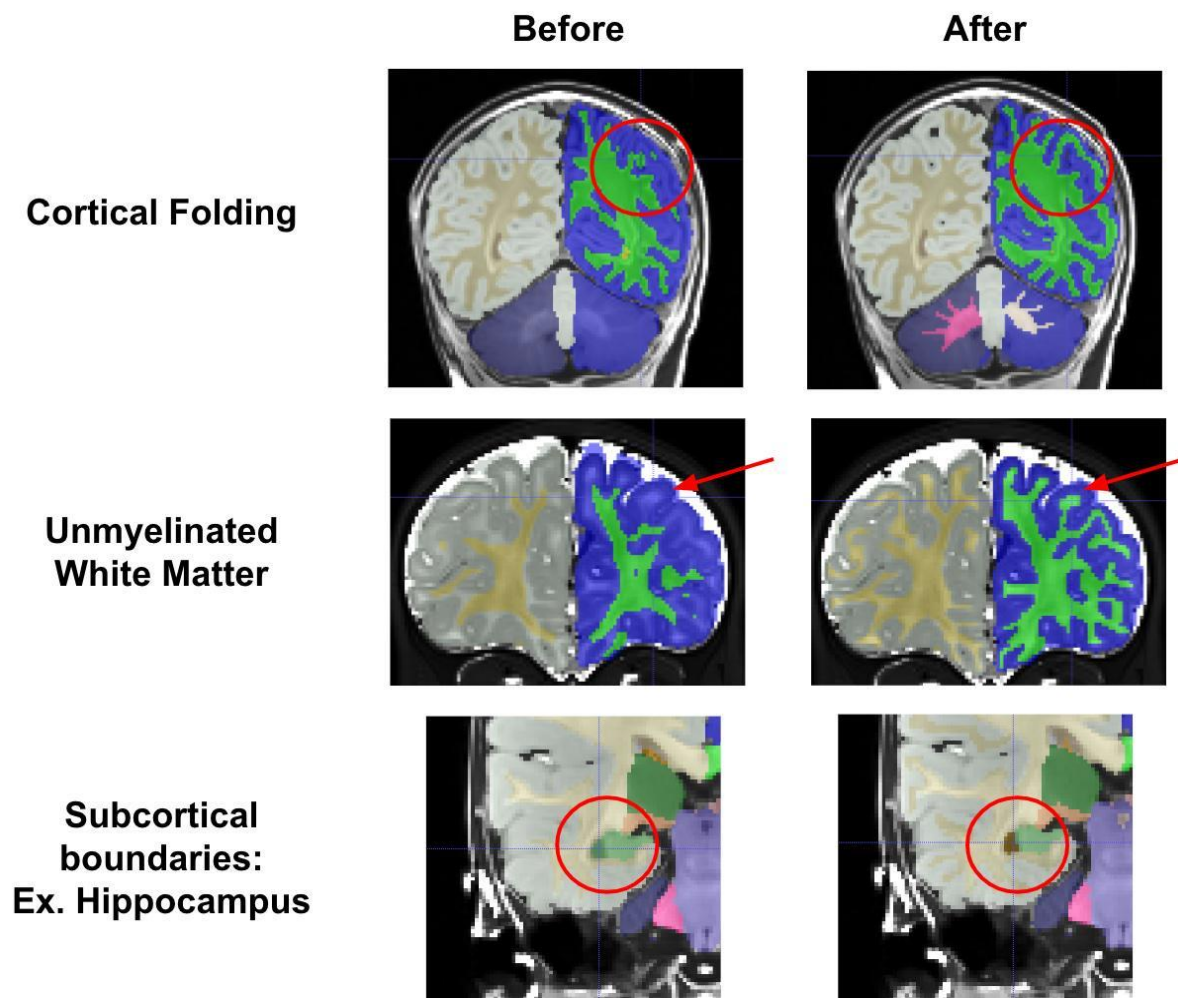 Before
After
Cortical Folding
Unmyelinated
White Matter
Subcortical
boundaries:
Ex. Hippocampus